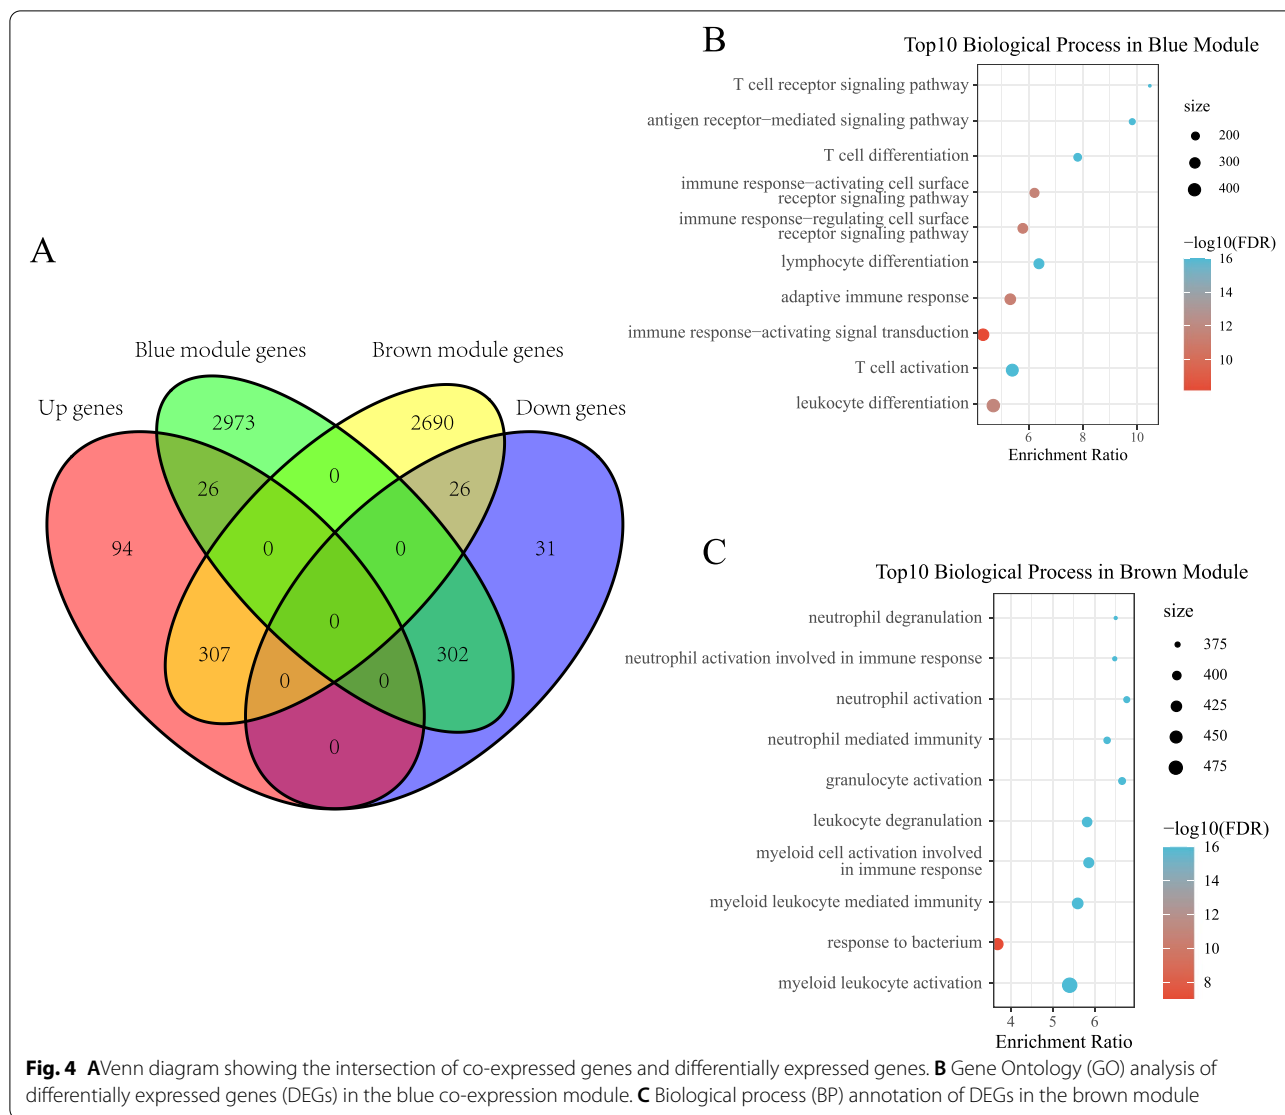 A
Blue module genes
Brown module genes
Up genes
Down genes
2973
2690
0
26
26
94
0
0
31
0
307
302
0
0
0
B
Top10 Biological Process in Blue Module
T cell receptor signaling pathway
antigen receptor−mediated signaling pathway
T cell differentiation
immune response−activating cell surface
receptor signaling pathway
immune response−regulating cell surface
receptor signaling pathway
lymphocyte differentiation
adaptive immune response
immune response−activating signal transduction
T cell activation
leukocyte differentiation
6 8 10
Enrichment Ratio
size
200
300
400
−log10(FDR)
16
14
12
10
C
Top10 Biological Process in Brown Module
neutrophil degranulation
neutrophil activation involved in immune response
neutrophil activation
neutrophil mediated immunity
granulocyte activation
leukocyte degranulation
myeloid cell activation involved
in immune response
myeloid leukocyte mediated immunity
response to bacterium
myeloid leukocyte activation
4 5 6
Enrichment Ratio
size
375
400
425
450
475
−log10(FDR)
16
14
12
10
8
Fig. 4 AVenn diagram showing the intersection of co-expressed genes and differentially expressed genes. B Gene Ontology (GO) analysis of
differentially expressed genes (DEGs) in the blue co-expression module. C Biological process (BP) annotation of DEGs in the brown module